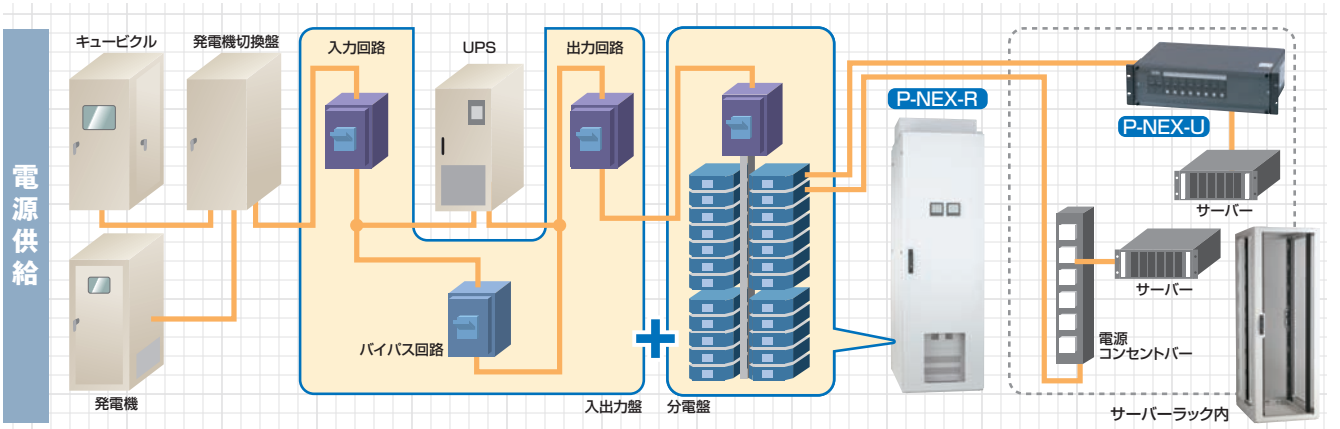 電源供給
キュービクル
発電機切換盤
入力回路
UPS
出力回路
P-NEX-R
P-NEX-U
サーバー
サーバー
電源
コンセントバー
バイパス回路
発電機
入出力盤
分電盤
サーバーラック内